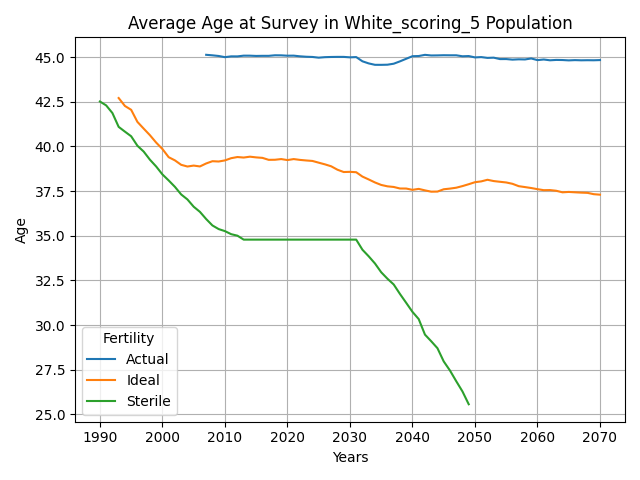 Average Age at Survey in White_scoring_5 Population
Age
45.0
42.5
40.0
37.5
35.0
32.5
30.0
27.5
25.0
Fertility
Actual
Ideal
Sterile
1990 2000 2010 2020 2030 2040 2050 2060 2070
Years